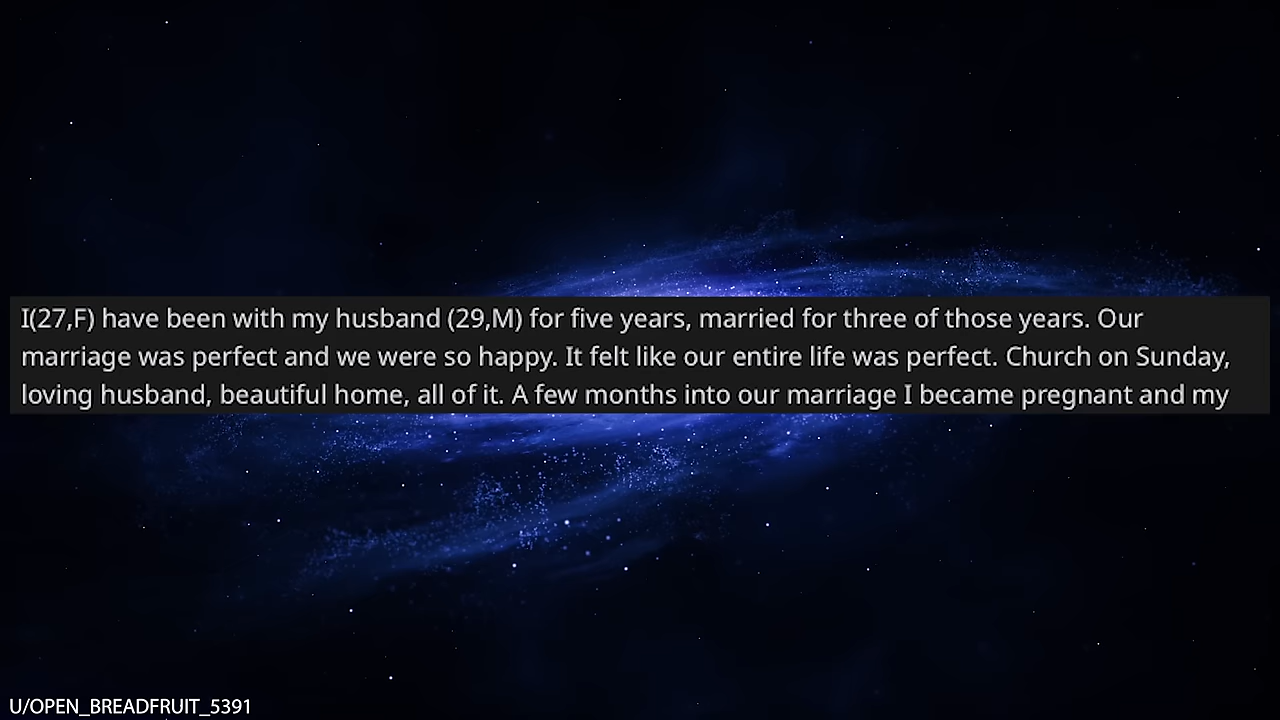 I(27,F) have been with my husband (29,M) for five years, married for three of those years. Our
marriage was perfect and we were so happy. It felt like our entire life was perfect. Church on Sunday,
loving husband, beautiful home, all of it. A few months into our marriage I became pregnant and my
U/OPEN_BREADFRUIT_5391